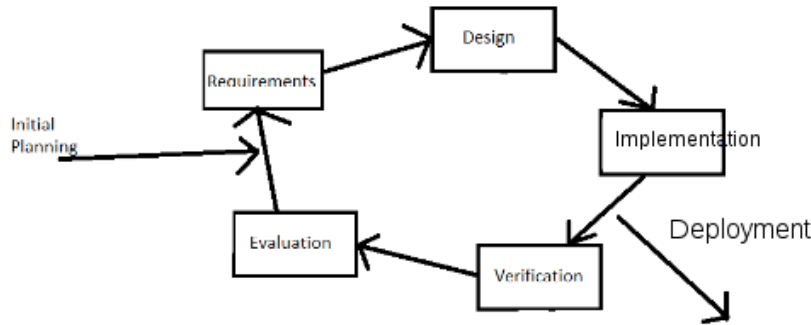 Design
Requirements
Initial
Planning
Implementation
Deployment
Evaluation
Verification